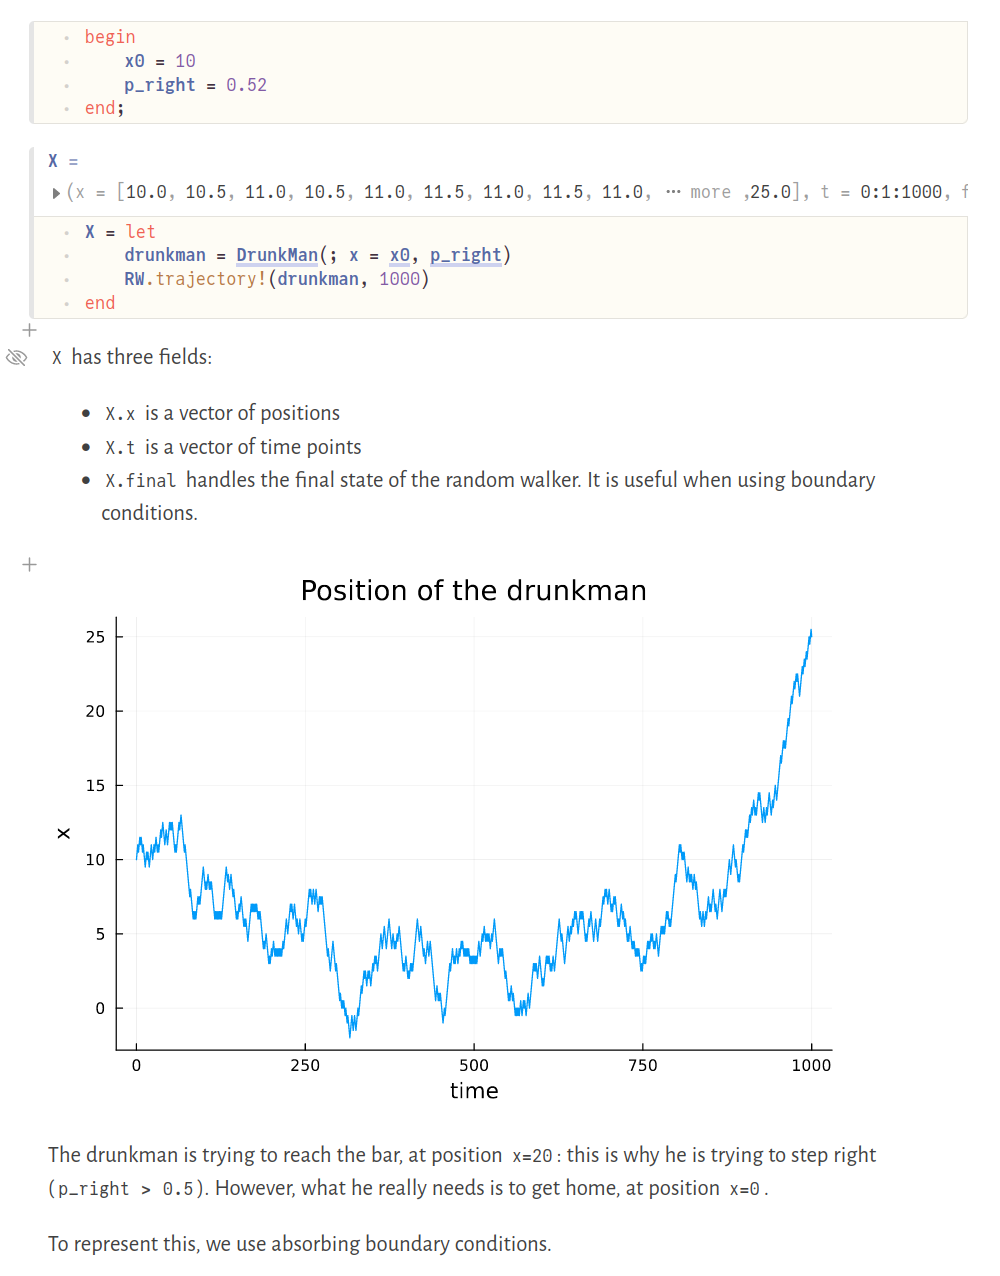 begin
x0 = 10
p_right = 0.52
end;
X =
(x = [10.0, 10.5, 11.0, 10.5, 11.0, 11.5, 11.0, 11.5, 11.0, ··· more ,25.0], t = 0:1:1000, f
X = let
drunkman = DrunkMan(; x = x0, p_right)
RW.trajectory!(drunkman, 1000)
end
X has three fields:
• X.x is a vector of positions
• X.t is a vector of time points
• X.final handles the final state of the random walker. It is useful when using boundary
conditions.
Position of the drunkman
25
20
15
10
5
0
x
0 250 500 750 1000
time
The drunkman is trying to reach the bar, at position x=20: this is why he is trying to step right
(p_right > 0.5). However, what he really needs is to get home, at position x=0.
To represent this, we use absorbing boundary conditions.